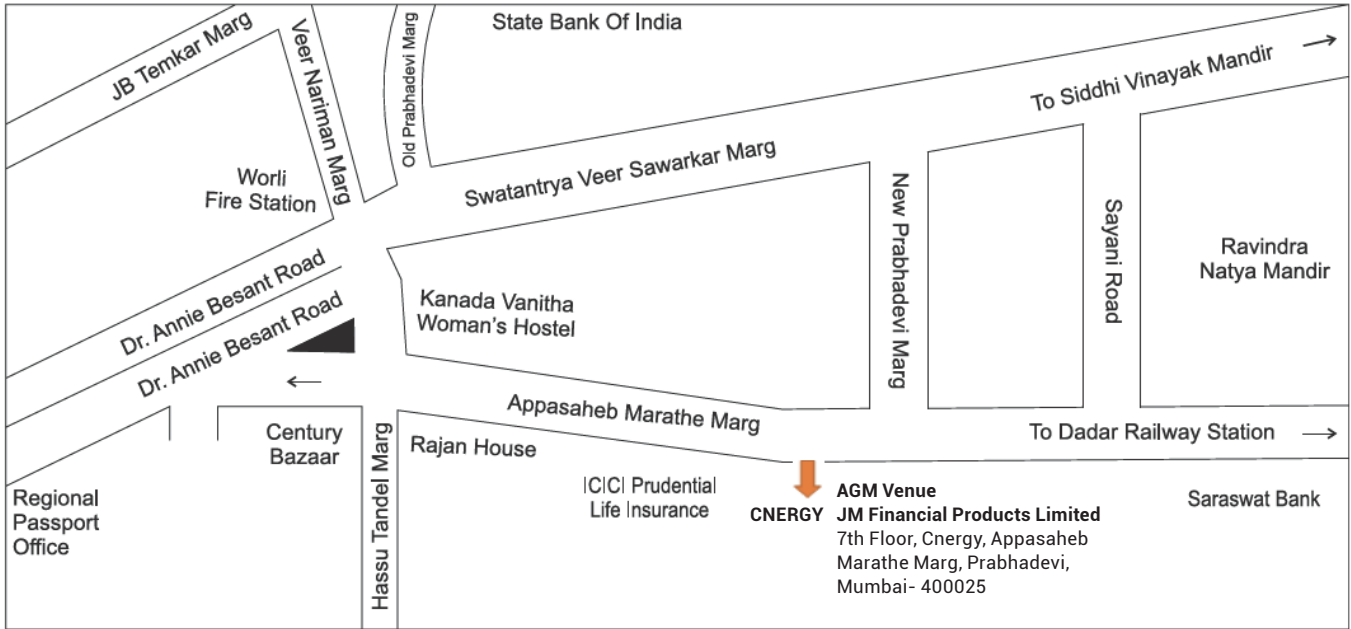 JB Temkar Marg
Veer Nariman Marg
Old Prabhadevi Marg
State Bank Of India
To Siddhi Vinayak Mandir
Worli
Fire Station
Swatantrya Veer Sawarkar Marg
New Prabhadevi Marg
Sayani Road
Ravindra
Natya Mandir
Dr. Annie Besant Road
Dr. Annie Besant Road
Kanada Vanitha
Woman's Hostel
Appasaheb Marathe Marg
To Dadar Railway Station
Century
Bazaar
Hassu Tandel Marg
Rajan House
Regional
Passport
Office
ICICI Prudential
Life Insurance
CNERGY
AGM Venue
JM Financial Products Limited
7th Floor, Cnergy, Appasaheb
Marathe Marg, Prabhadevi,
Mumbai- 400025
Saraswat Bank